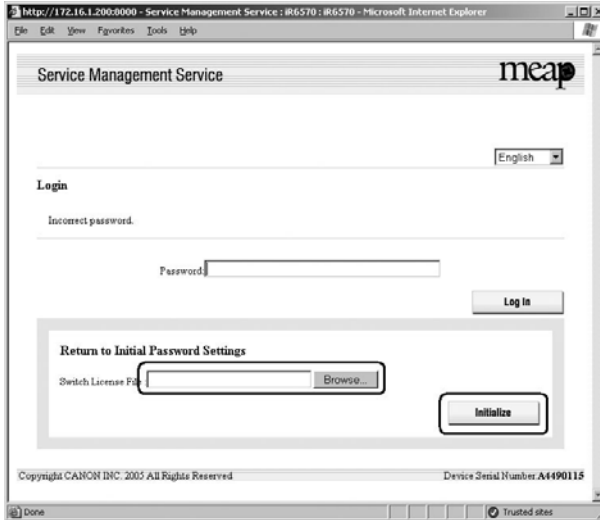 http://172.16.1.200:8000 - Service Management Service : iR6570 : iR6570 - Microsoft Internet Explorer
File Edit View Favorites Tools Help
Service Management Service meap
English
Login
Incorrect password.
Password:
Log In
Return to Initial Password Settings
Switch License File
Browse...
Initialize
Copyright CANON INC. 2005 All Rights Reserved Device Serial Number:A4490115
Done Trusted sites